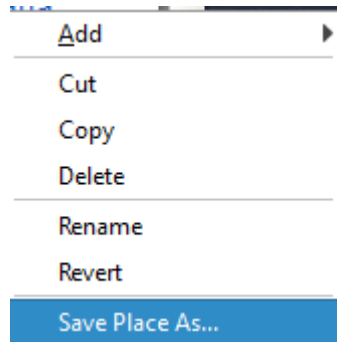 Add
Cut
Copy
Delete
Rename
Revert
Save Place As...